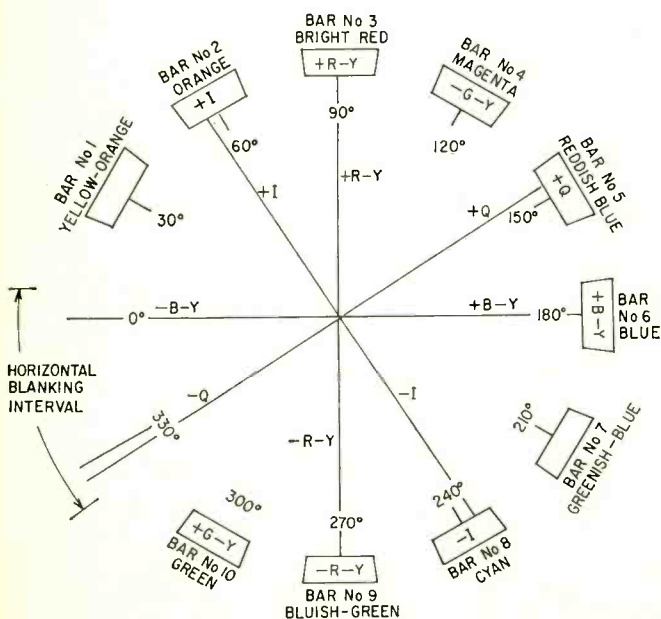 BAR No 3
BRIGHT RED
+R-Y
BAR No 2
ORANGE
+I
BAR No 4
MAGENTA
-G-Y
90°
60°
120°
BAR No 1
YELLOW-ORANGE
30°
+I
+R-Y
+Q
150°
BAR No 5
REDDISH BLUE
+Q
0°
-B-Y
+B-Y
180°
+B-Y
BAR
No 6
BLUE
HORIZONTAL
BLANKING
INTERVAL
-Q
330°
-I
-R-Y
210°
BAR No 7
GREENISH-BLUE
300°
+G-Y
BAR No 10
GREEN
270°
240°
-I
BAR No 8
CYAN
-R-Y
BAR No 9
BLUISH-GREEN